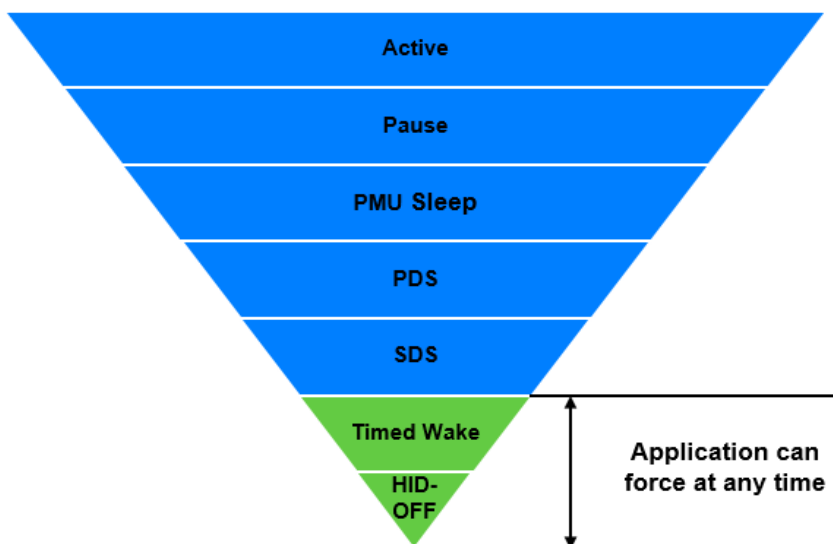 Active
Pause
PMU Sleep
PDS
SDS
Timed Wake
HID-
OFF
Application can
force at any time